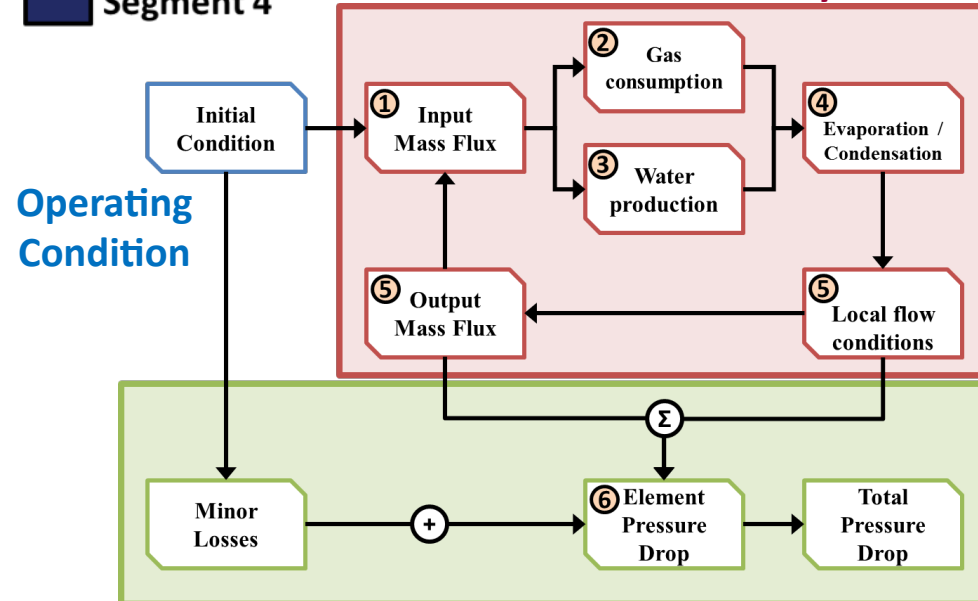 Segment 4
Operating
Condition
Initial
Condition
1
Input
Mass Flux
2
Gas
consumption
3
Water
production
4
Evaporation /
Condensation
5
Output
Mass Flux
5
Local flow
conditions
Σ
Minor
Losses
+
6
Element
Pressure
Drop
Total
Pressure
Drop